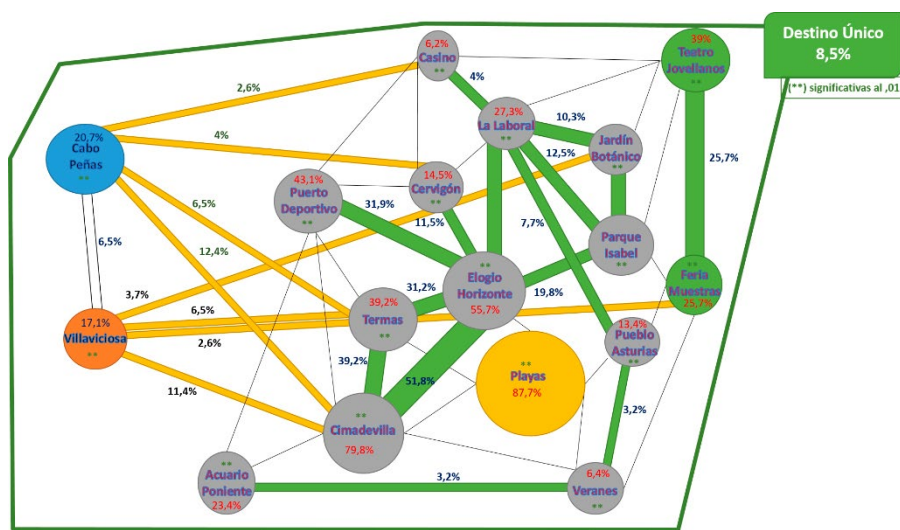 Destino Único
8,5%
(**) significativas al ,01
6,2%
Casino
**
39%
Teetro
Jovellanos
**
2,6%
4%
27,3%
La Laboral
**
10,3%
20,7%
Cabo
Peñas
**
4%
12,5%
Jardín
Botánico
**
25,7%
43,1%
Puerto
Deportivo
**
14,5%
Cervigón
**
6,5%
31,9%
11,5%
7,7%
Parque
Isabel
**
6,5%
12,4%
**
Elogio
Horizonte
55,7%
**
Feria
Muestras
25,7%
3,7%
31,2%
19,8%
39,2%
Termas
**
6,5%
17,1%
Villaviciosa
**
2,6%
13,4%
Pueblo
Asturias
**
39,2%
51,8%
**
Playas
87,7%
11,4%
3,2%
**
Cimadevilla
79,8%
**
Acuario
Poniente
23,4%
3,2%
6,4%
Veranes
**